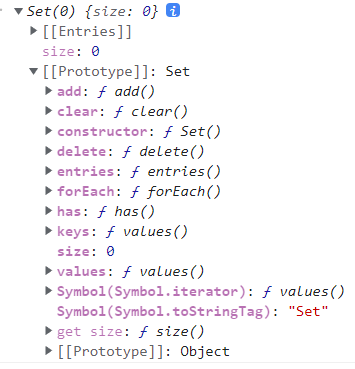 Set(0) {size: 0} i
[[Entries]]
size: 0
[[Prototype]]: Set
add: ƒ add()
clear: ƒ clear()
constructor: ƒ Set()
delete: ƒ delete()
entries: ƒ entries()
forEach: ƒ forEach()
has: ƒ has()
keys: ƒ values()
size: 0
values: ƒ values()
Symbol(Symbol.iterator): ƒ values()
Symbol(Symbol.toStringTag): "Set"
get size: ƒ size()
[[Prototype]]: Object